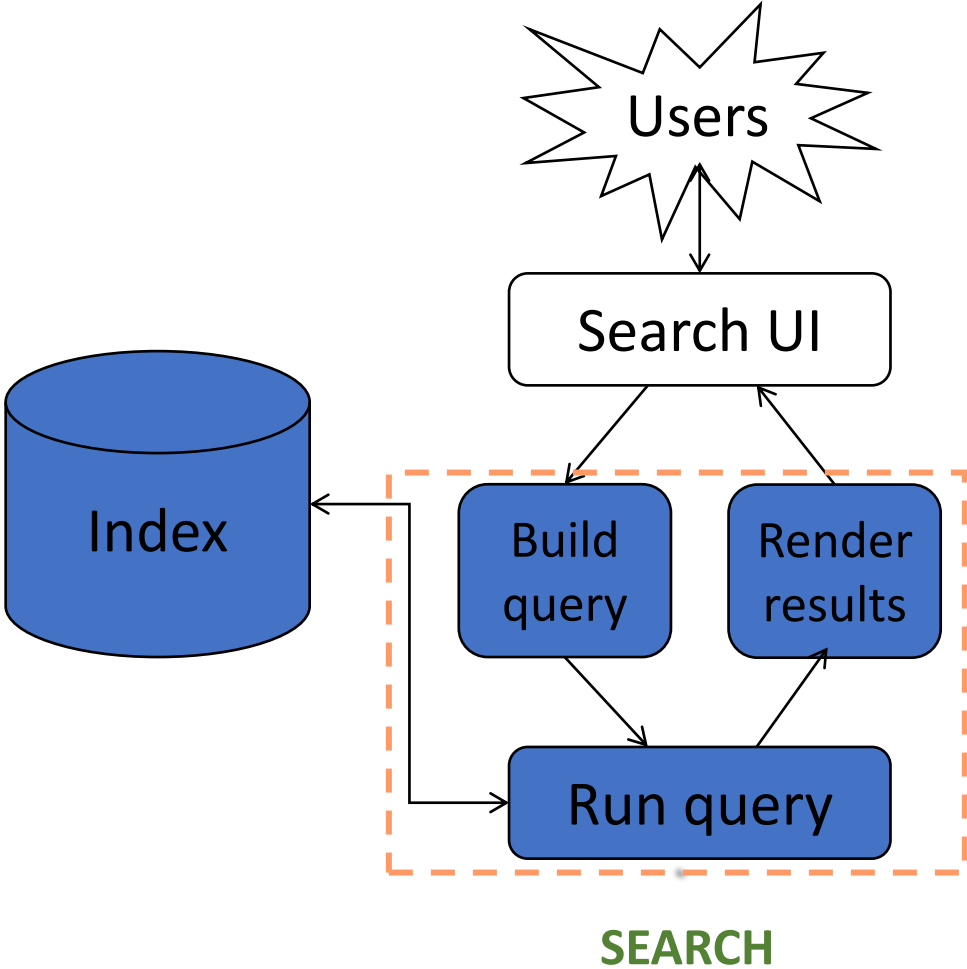 Users
Search UI
Index
Build
query
Render
results
Run query
SEARCH